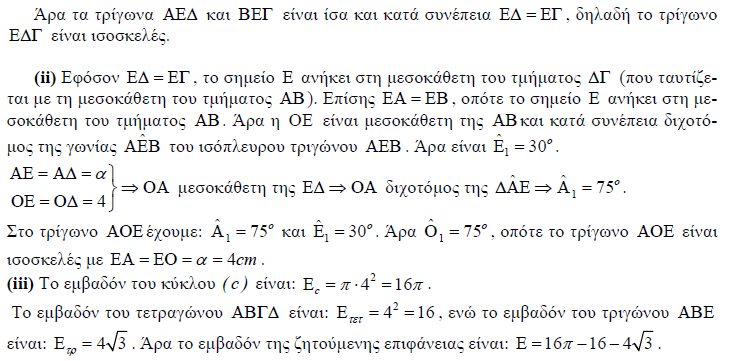 Άρα τα τρίγωνα ΑΕΔ και ΒΕΓ είναι ίσα και κατά συνέπεια ΕΔ = ΕΓ, δηλαδή το τρίγωνο
ΕΔΓ είναι ισοσκελές.
(ii) Εφόσον ΕΔ = ΕΓ, το σημείο Ε ανήκει στη μεσοκάθετη του τμήματος ΔΓ (που ταυτίζε-
ται με τη μεσοκάθετη του τμήματος ΑΒ). Επίσης ΕΑ = ΕΒ, οπότε το σημείο Ε ανήκει στη με-
σοκάθετη του τμήματος ΑΒ. Άρα η ΟΕ είναι μεσοκάθετη της ΑΒ και κατά συνέπεια διχοτό-
μος της γωνίας ΑÊΒ του ισόπλευρου τριγώνου ΑΕΒ. Άρα είναι Ê₁ = 30°.
ΑΕ = ΑΔ = α
ΟΕ = ΟΔ = 4 } ⇒ ΟΑ μεσοκάθετη της ΕΔ ⇒ ΟΑ διχοτόμος της ΔÂΕ ⇒ Â₁ = 75°.
Στο τρίγωνο ΑΟΕ έχουμε: Â₁ = 75° και Ê₁ = 30°. Άρα Ô₁ = 75°, οπότε το τρίγωνο ΑΟΕ είναι
ισοσκελές με ΕΑ = ΕΟ = α = 4cm.
(iii) Το εμβαδόν του κύκλου (c) είναι: E_c = π·4² = 16π.
Το εμβαδόν του τετραγώνου ΑΒΓΔ είναι: Ε_τετ = 4² = 16, ενώ το εμβαδόν του τριγώνου ΑΒΕ
είναι: Ε_τρ = 4√3. Άρα το εμβαδόν της ζητούμενης επιφάνειας είναι: Ε = 16π − 16 − 4√3.